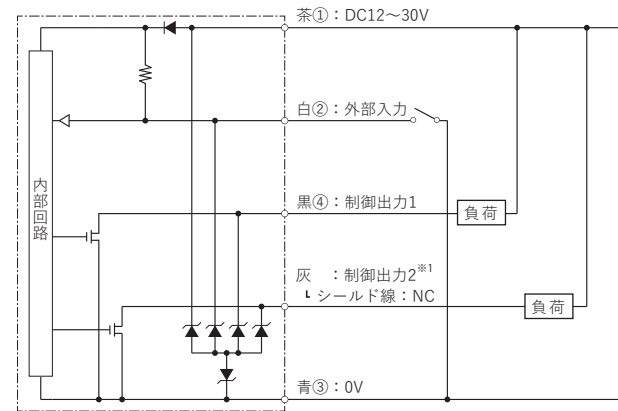 茶①：DC12〜30V
白②：外部入力
内部回路
黒④：制御出力1
負荷
灰　：制御出力2※1
┗ シールド線：NC
負荷
青③：0V